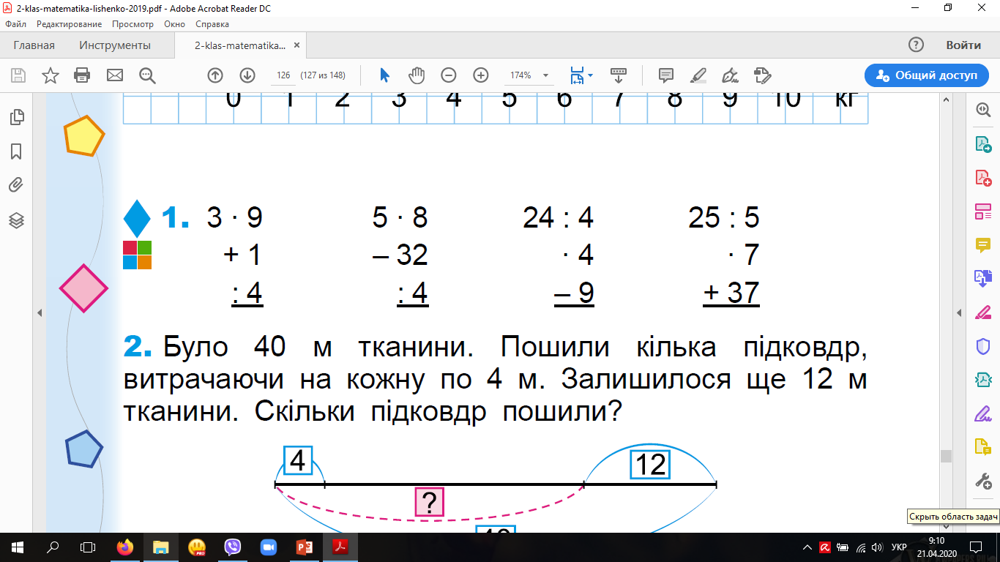 2-klas-matematika-lishenko-2019.pdf - Adobe Acrobat Reader DC
Файл Редактирование Просмотр Окно Справка
Главная Инструменты 2-klas-matematika... × Войти
126 (127 из 148) 174% Общий доступ
0 1 2 3 4 5 6 7 8 9 10 кг
1. 3 · 9 5 · 8 24 : 4 25 : 5
+ 1 – 32 · 4 · 7
: 4 : 4 – 9 + 37
2. Було 40 м тканини. Пошили кілька підковдр,
витрачаючи на кожну по 4 м. Залишилося ще 12 м
тканини. Скільки підковдр пошили?
4 12
?
Скрыть область задач
PRO
УКР
9:10
21.04.2020